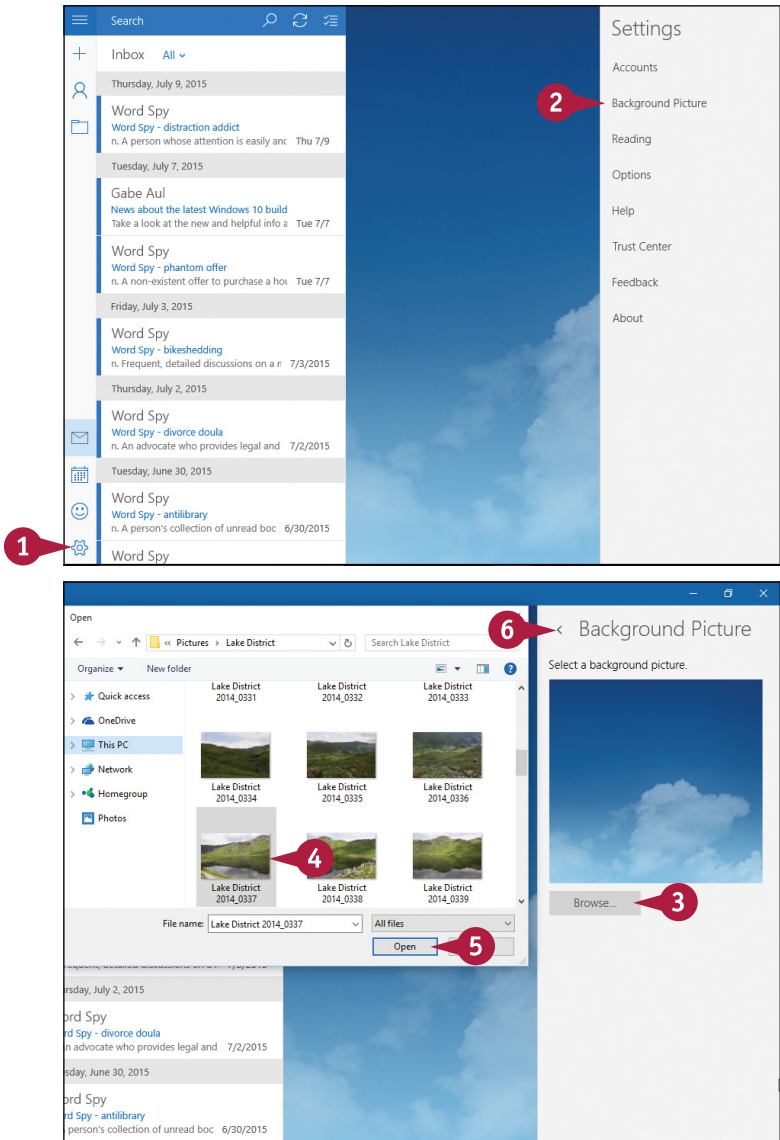 Search
Inbox All
Thursday, July 9, 2015
Word Spy
Word Spy - distraction addict
n. A person whose attention is easily anc Thu 7/9
Tuesday, July 7, 2015
Gabe Aul
News about the latest Windows 10 build
Take a look at the new and helpful info a Tue 7/7
Word Spy
Word Spy - phantom offer
n. A non-existent offer to purchase a hou Tue 7/7
Friday, July 3, 2015
Word Spy
Word Spy - bikeshedding
n. Frequent, detailed discussions on a m 7/3/2015
Thursday, July 2, 2015
Word Spy
Word Spy - divorce doula
n. An advocate who provides legal and 7/2/2015
Tuesday, June 30, 2015
Word Spy
Word Spy - antilibrary
n. A person's collection of unread boc 6/30/2015
Word Spy
1
Settings
Accounts
2
Background Picture
Reading
Options
Help
Trust Center
Feedback
About
Open
« Pictures > Lake District
Search Lake District
Organize
New folder
Quick access
OneDrive
This PC
Network
Homegroup
Photos
Lake District
2014_0331
Lake District
2014_0332
Lake District
2014_0333
Lake District
2014_0334
Lake District
2014_0335
Lake District
2014_0336
4
Lake District
2014_0337
Lake District
2014_0338
Lake District
2014_0339
File name: Lake District 2014_0337
All files
Open
5
6
< Background Picture
Select a background picture.
Browse...
3
rsday, July 2, 2015
ord Spy
rd Spy - divorce doula
n advocate who provides legal and 7/2/2015
sday, June 30, 2015
ord Spy
rd Spy - antilibrary
person's collection of unread boc 6/30/2015